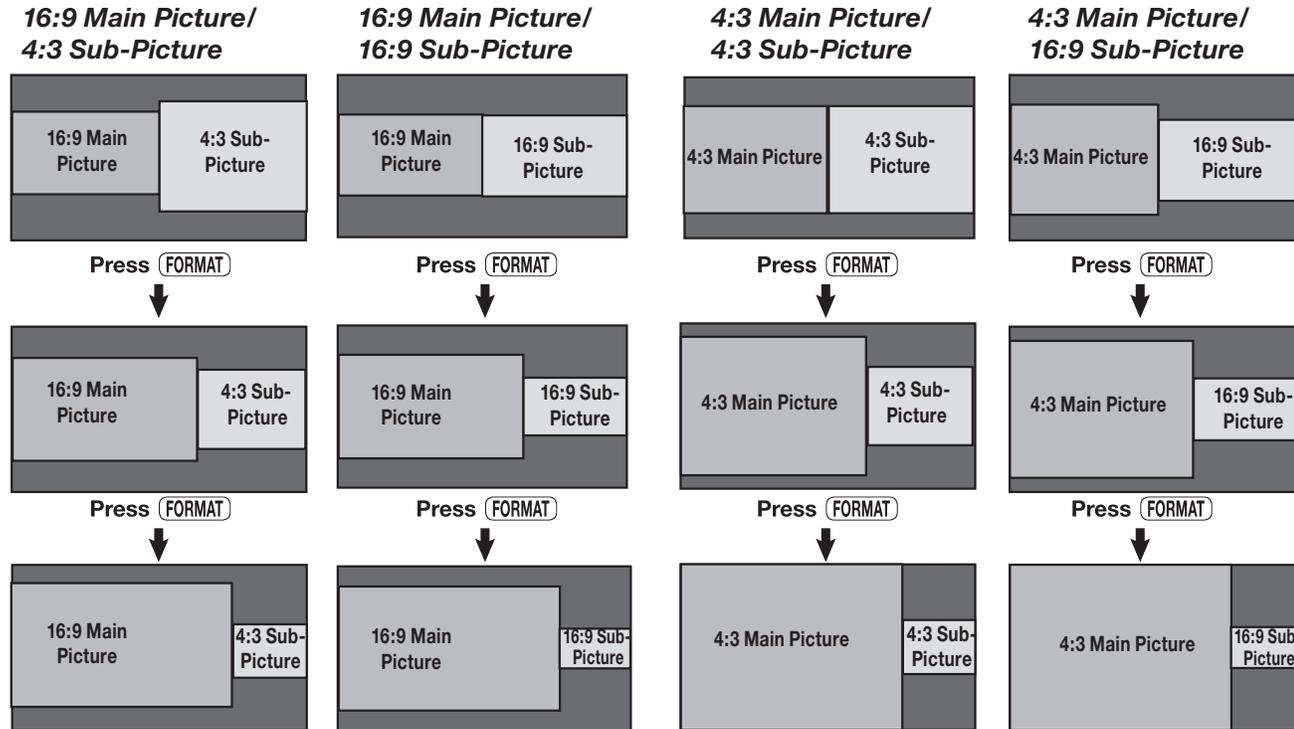 16:9 Main Picture/
4:3 Sub-Picture
16:9 Main Picture/
16:9 Sub-Picture
4:3 Main Picture/
4:3 Sub-Picture
4:3 Main Picture/
16:9 Sub-Picture
16:9 Main
Picture
4:3 Sub-
Picture
16:9 Main
Picture
16:9 Sub-
Picture
4:3 Main Picture
4:3 Sub-
Picture
4:3 Main Picture
16:9 Sub-
Picture
Press FORMAT
Press FORMAT
Press FORMAT
Press FORMAT
16:9 Main
Picture
4:3 Sub-
Picture
16:9 Main
Picture
16:9 Sub-
Picture
4:3 Main Picture
4:3 Sub-
Picture
4:3 Main Picture
16:9 Sub-
Picture
Press FORMAT
Press FORMAT
Press FORMAT
Press FORMAT
16:9 Main
Picture
4:3 Sub-
Picture
16:9 Main
Picture
16:9 Sub-
Picture
4:3 Main Picture
4:3 Sub-
Picture
4:3 Main Picture
16:9 Sub
Picture